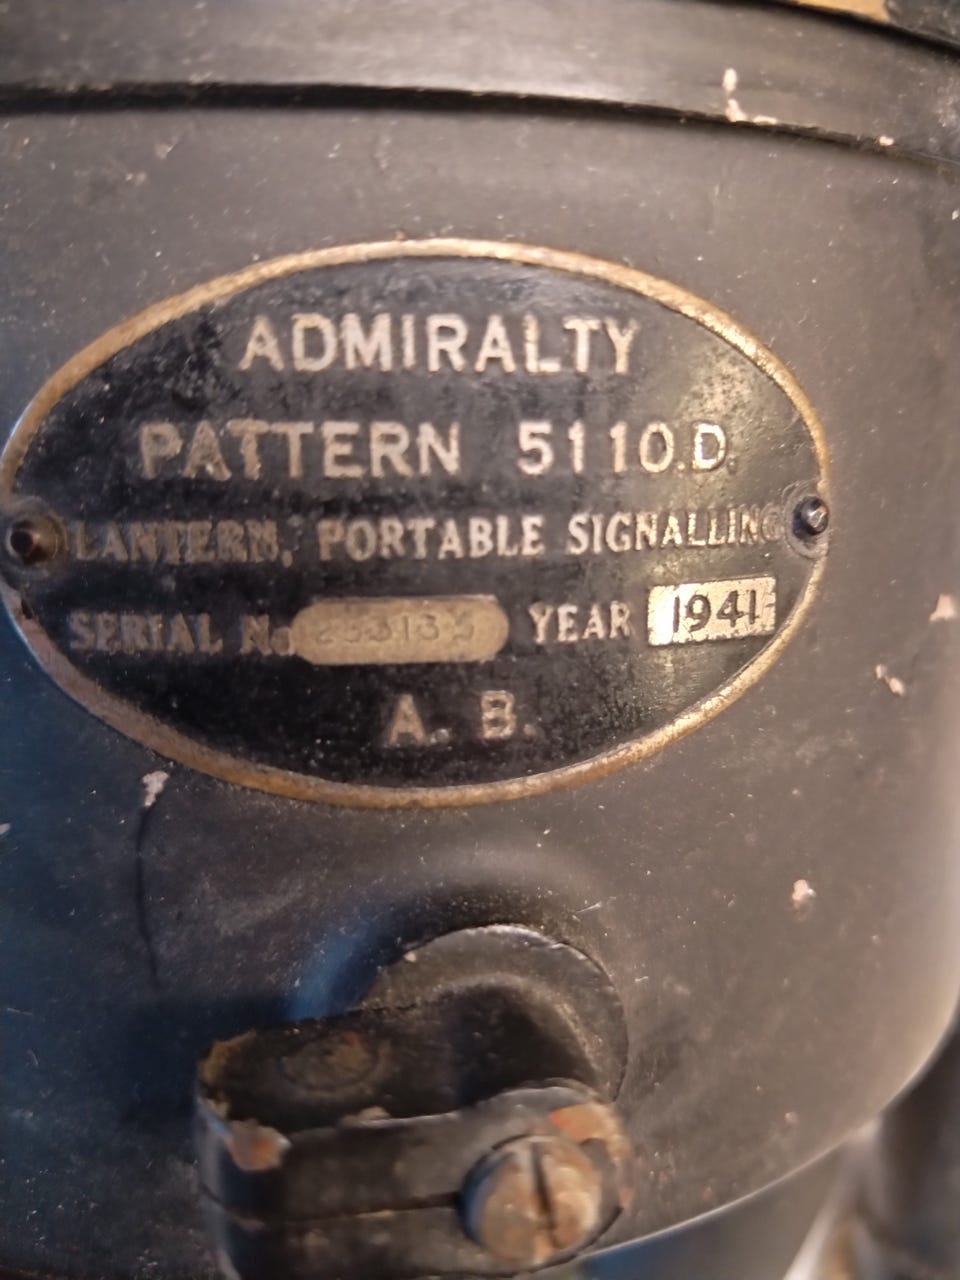 ADMIRALTY
PATTERN 5110.D.
LANTERN, PORTABLE SIGNALLING
SERIAL No YEAR 1941
A. B.